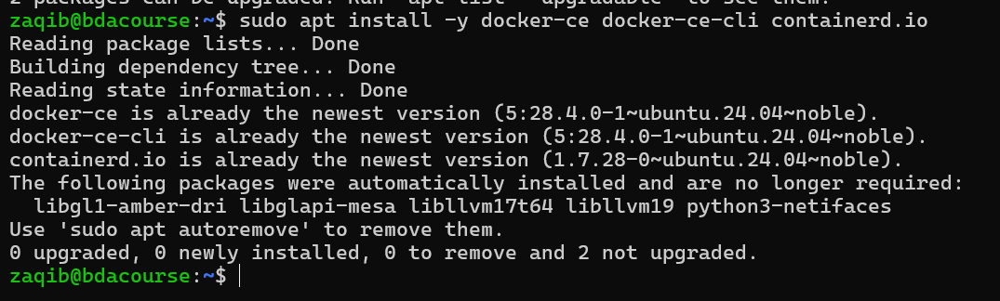 2 packages can be upgraded. Run 'apt list --upgradable' to see them.
zaqib@bdacourse:~$ sudo apt install -y docker-ce docker-ce-cli containerd.io
Reading package lists... Done
Building dependency tree... Done
Reading state information... Done
docker-ce is already the newest version (5:28.4.0-1~ubuntu.24.04~noble).
docker-ce-cli is already the newest version (5:28.4.0-1~ubuntu.24.04~noble).
containerd.io is already the newest version (1.7.28-0~ubuntu.24.04~noble).
The following packages were automatically installed and are no longer required:
  libgl1-amber-dri libglapi-mesa libllvm17t64 libllvm19 python3-netifaces
Use 'sudo apt autoremove' to remove them.
0 upgraded, 0 newly installed, 0 to remove and 2 not upgraded.
zaqib@bdacourse:~$